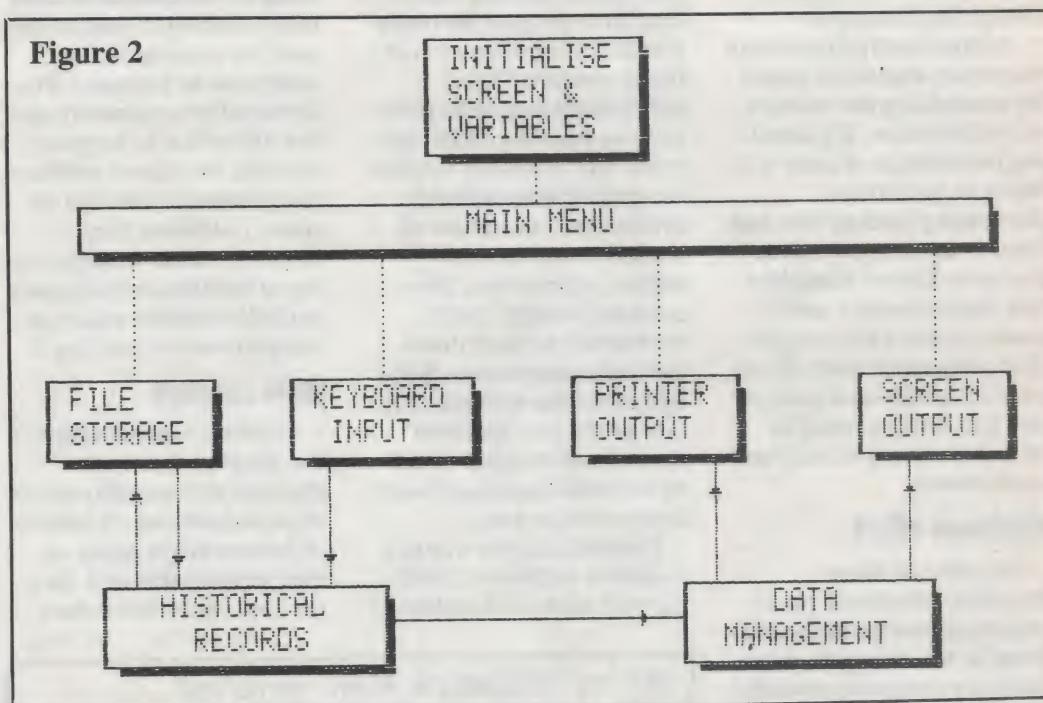 Figure 2
INITIALISE
SCREEN &
VARIABLES
MAIN MENU
FILE
STORAGE
KEYBOARD
INPUT
PRINTER
OUTPUT
SCREEN
OUTPUT
HISTORICAL
RECORDS
DATA
MANAGEMENT